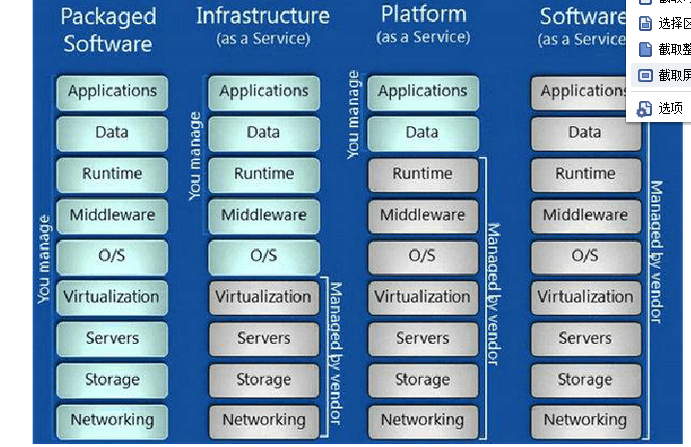 Packaged
Software
Infrastructure
(as a Service)
Platform
(as a Service)
Software
(as a Service
You manage
Applications
Data
Runtime
Middleware
O/S
Virtualization
Servers
Storage
Networking
You manage
Applications
Data
Runtime
Middleware
O/S
Virtualization
Servers
Storage
Networking
Managed by vendor
You manage
Applications
Data
Runtime
Middleware
O/S
Virtualization
Servers
Storage
Networking
Managed by vendor
Applications
Data
Runtime
Middleware
O/S
Virtualization
Servers
Storage
Networking
Managed by vendor
选择区
截取整
截取屏
选项